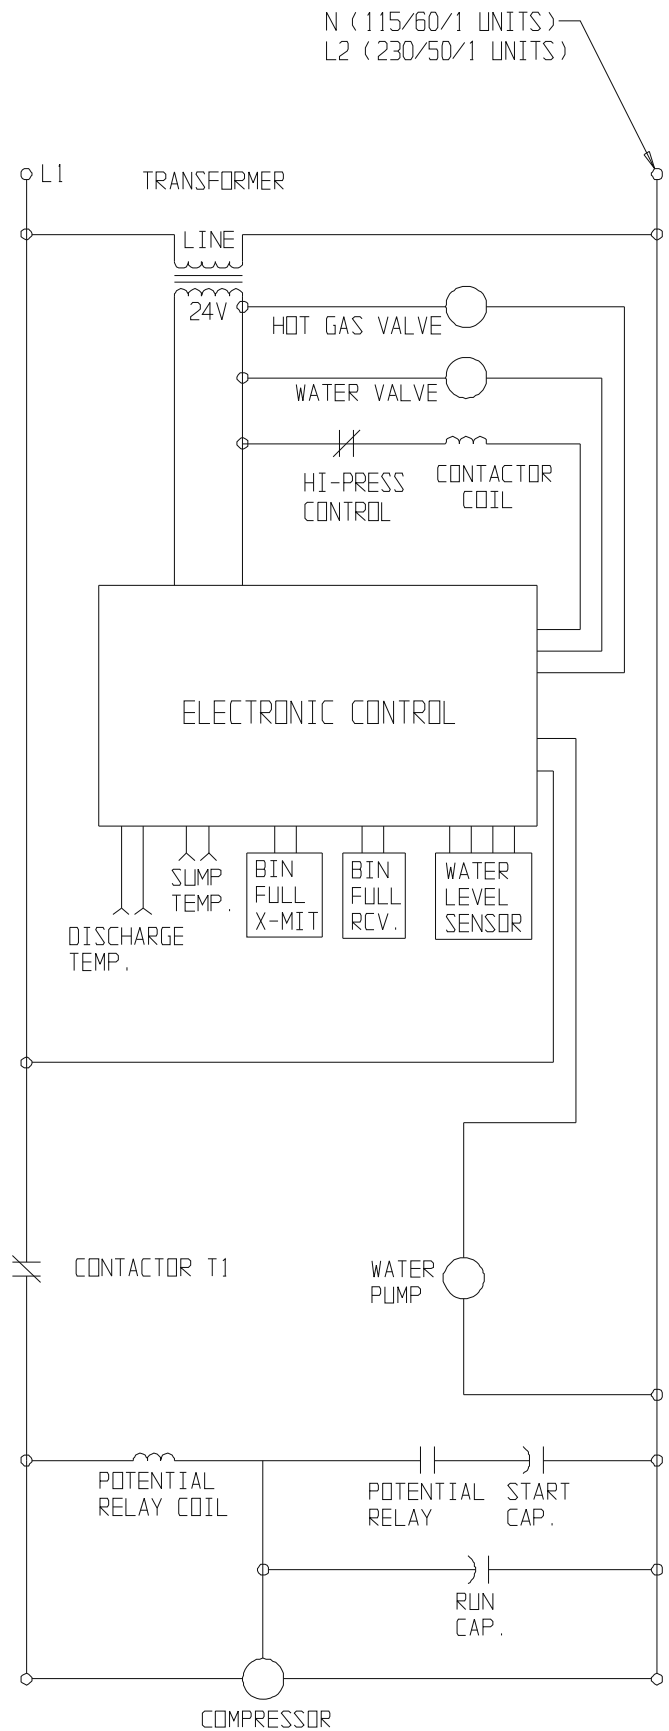 N (115/60/1 UNITS)
L2 (230/50/1 UNITS)
L1
TRANSFORMER
LINE
24V
HOT GAS VALVE
WATER VALVE
HI-PRESS
CONTROL
CONTACTOR
COIL
ELECTRONIC CONTROL
SUMP
TEMP.
BIN
FULL
X-MIT
BIN
FULL
RCV.
WATER
LEVEL
SENSOR
DISCHARGE
TEMP.
CONTACTOR T1
WATER
PUMP
POTENTIAL
RELAY COIL
POTENTIAL
RELAY
START
CAP.
RUN
CAP.
COMPRESSOR